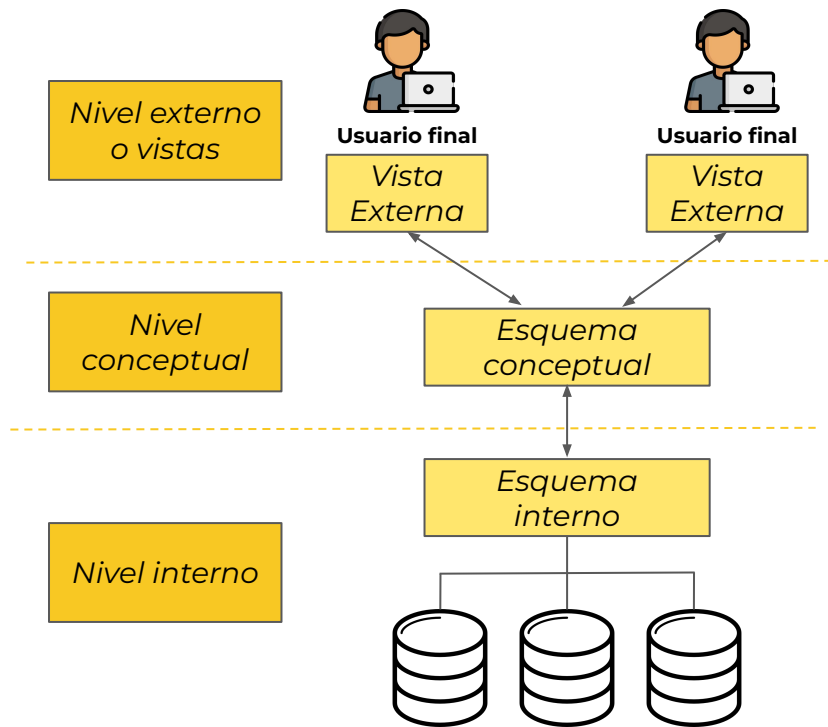 Nivel externo
o vistas
Usuario final
Usuario final
Vista
Externa
Vista
Externa
Nivel
conceptual
Esquema
conceptual
Esquema
interno
Nivel interno